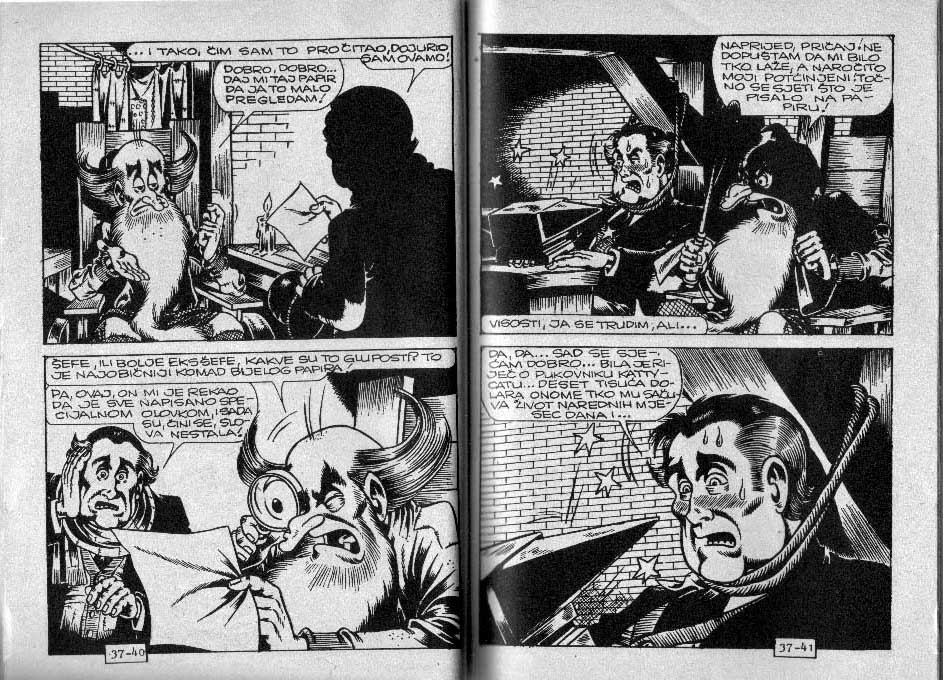 ...I TAKO, ČIM SAM TO PROČITAO, DOJURIO
SAM OVAMO!
DOBRO, DOBRO...
DAJ MI TAJ PAPIR
DA JA TO MALO
PREGLEDAM!
ŠEFE, ILI BOLJE EKSŠEFE, KAKVE SU TO GLUPOSTI? TO
JE NAJOBIČNIJI KOMAD BIJELOG PAPIRA!
PA, OVAJ, ON MI JE REKAO
DA JE SVE NAPISANO SPE-
CIJALNOM OLOVKOM, I SADA
SU, ČINI SE, SLO-
VA NESTALA!
37-40
NAPRIJED, PRIČAJ! NE
DOPUŠTAM DA MI BILO
TKO LAŽE, A NAROČITO
MOJI POTČINJENI! TOČ-
NO SE SJETI ŠTO JE
PISALO NA PA-
PIRU!
VISOSTI, JA SE TRUDIM, ALI...
DA, DA... SAD SE SJE-
ĆAM DOBRO... BILA JE RI-
JEČ O PUKOVNIKU KATTY-
CATU... DESET TISUĆA DO-
LARA ONOME TKO MU SAČU-
VA ŽIVOT NAREDNIH MJE-
SEC DANA I...
37-41